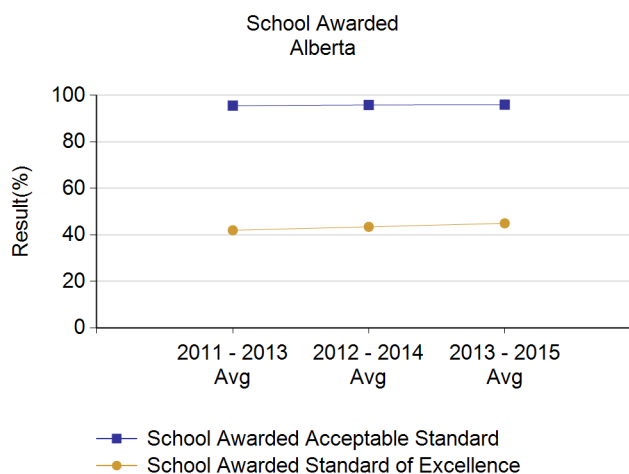 School Awarded
Alberta
Result(%)
100
80
60
40
20
0
2011 - 2013
Avg
2012 - 2014
Avg
2013 - 2015
Avg
School Awarded Acceptable Standard
School Awarded Standard of Excellence